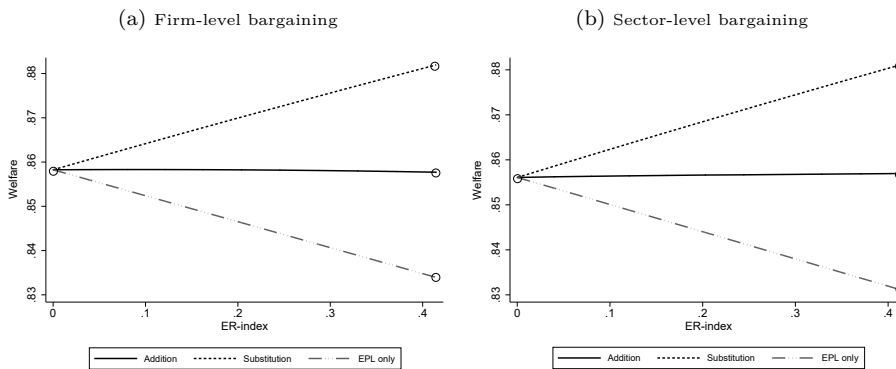 (a) Firm-level bargaining
Welfare
.88
.87
.86
.85
.84
.83
0 .1 .2 .3 .4
ER-index
Addition Substitution EPL only
(b) Sector-level bargaining
Welfare
.88
.87
.86
.85
.84
.83
0 .1 .2 .3 .4
ER-index
Addition Substitution EPL only